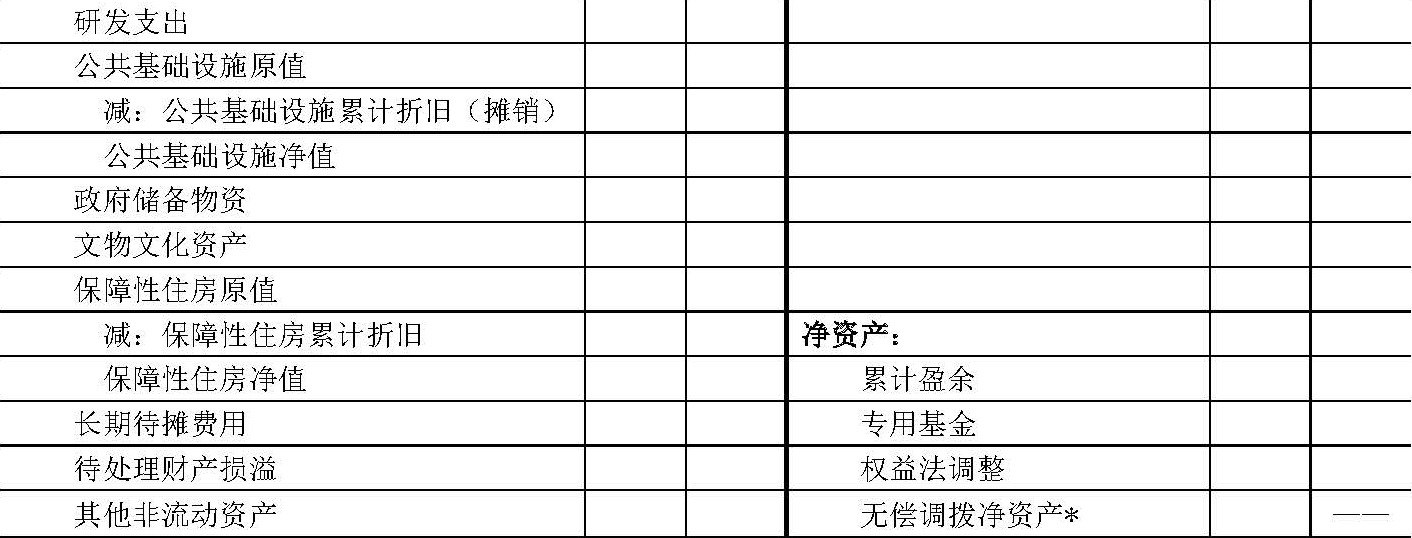 研发支出
公共基础设施原值
减：公共基础设施累计折旧（摊销）
公共基础设施净值
政府储备物资
文物文化资产
保障性住房原值
减：保障性住房累计折旧 净资产：
保障性住房净值 累计盈余
长期待摊费用 专用基金
待处理财产损溢 权益法调整
其他非流动资产 无偿调拨净资产* ——